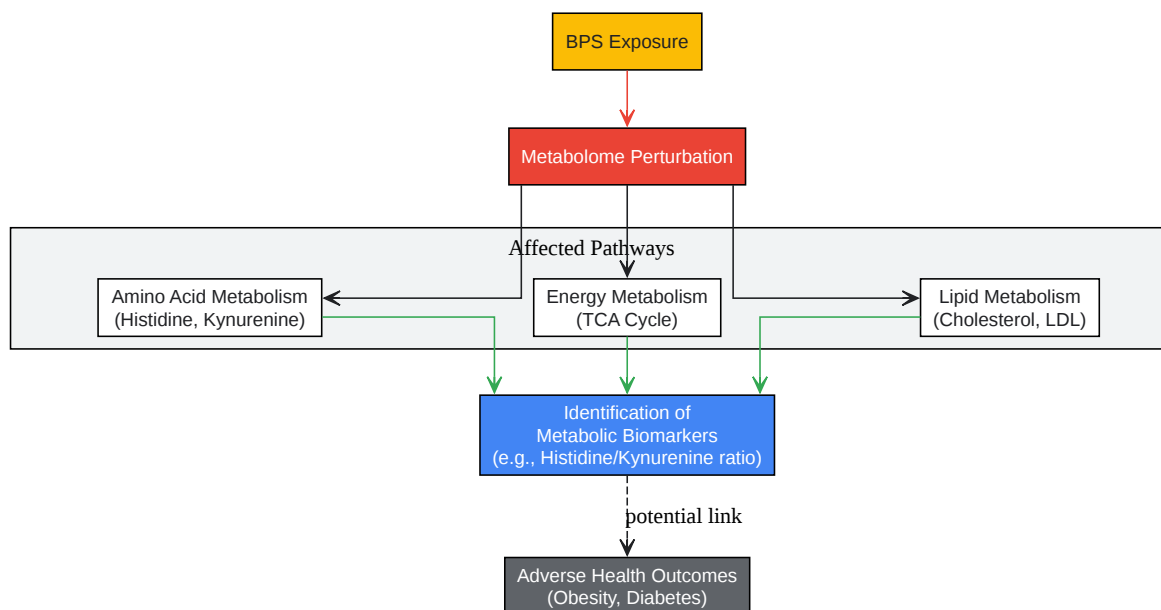 BPS Exposure
Metabolome Perturbation
Affected Pathways
Amino Acid Metabolism
(Histidine, Kynurenine)
Energy Metabolism
(TCA Cycle)
Lipid Metabolism
(Cholesterol, LDL)
Identification of
Metabolic Biomarkers
(e.g., Histidine/Kynurenine ratio)
potential link
Adverse Health Outcomes
(Obesity, Diabetes)